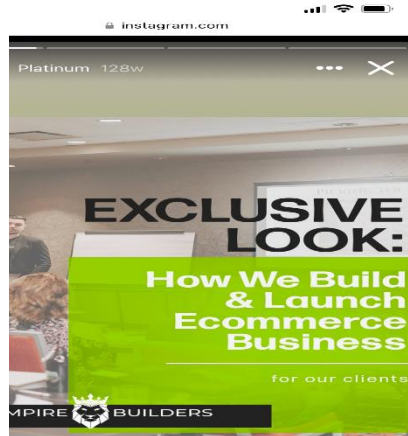 instagram.com
Platinum 128w
EXCLUSIVE
LOOK:
How We Build
& Launch
Ecommerce
Business
for our clients
MPIRE BUILDERS